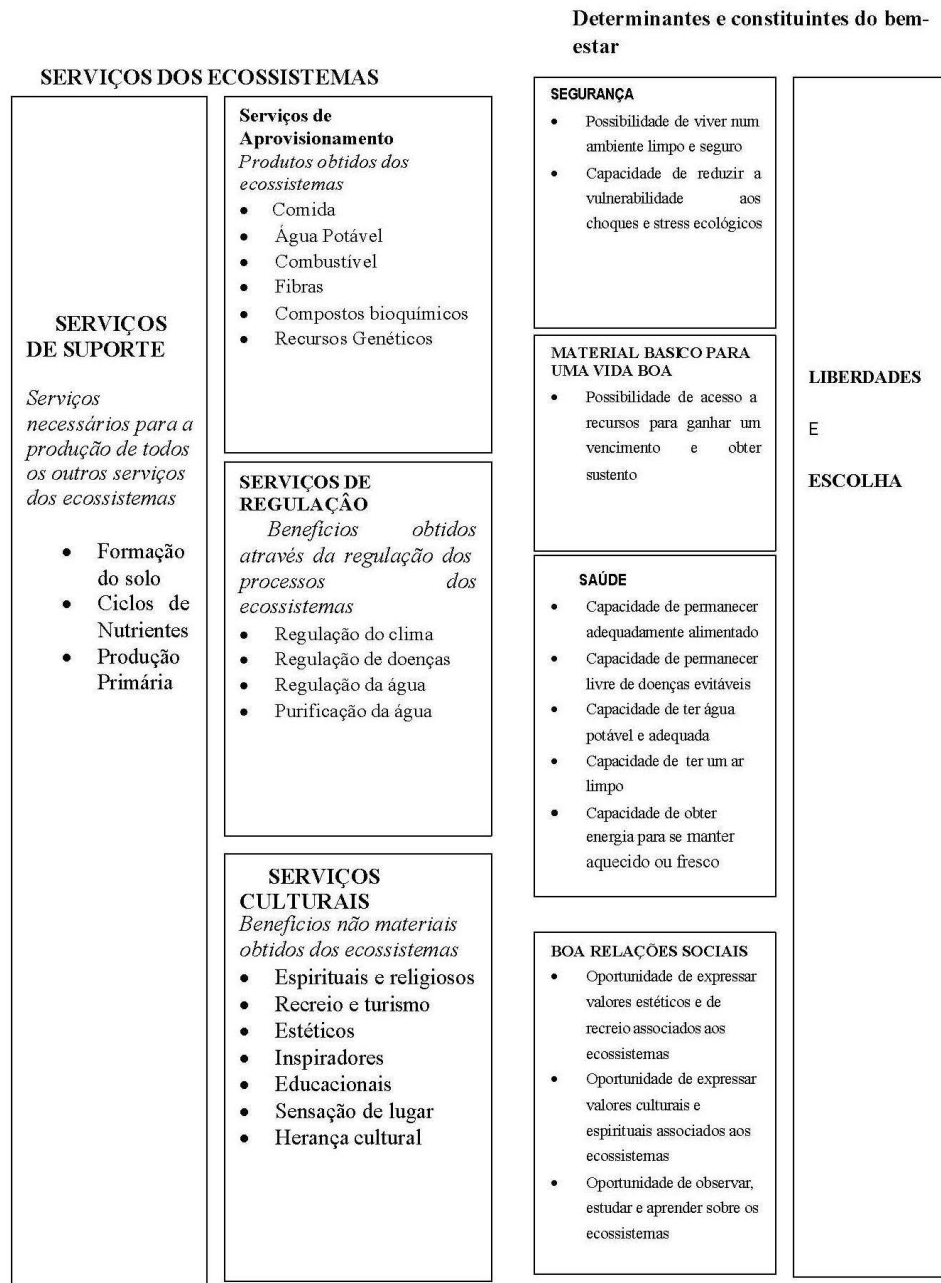 Determinantes e constituintes do bem-
estar
SERVIÇOS DOS ECOSSISTEMAS
SERVIÇOS
DE SUPORTE
Serviços
necessários para a
produção de todos
os outros serviços
dos ecossistemas
• Formação
do solo
• Ciclos de
Nutrientes
• Produção
Primária
Serviços de
Aprovisionamento
Produtos obtidos dos
ecossistemas
• Comida
• Água Potável
• Combustível
• Fibras
• Compostos bioquímicos
• Recursos Genéticos
SERVIÇOS DE
REGULAÇÂO
Benefícios obtidos
através da regulação dos
processos dos
ecossistemas
• Regulação do clima
• Regulação de doenças
• Regulação da água
• Purificação da água
SERVIÇOS
CULTURAIS
Benefícios não materiais
obtidos dos ecossistemas
• Espirituais e religiosos
• Recreio e turismo
• Estéticos
• Inspiradores
• Educacionais
• Sensação de lugar
• Herança cultural
SEGURANÇA
• Possibilidade de viver num
ambiente limpo e seguro
• Capacidade de reduzir a
vulnerabilidade aos
choques e stress ecológicos
MATERIAL BASICO PARA
UMA VIDA BOA
• Possibilidade de acesso a
recursos para ganhar um
vencimento e obter
sustento
SAÚDE
• Capacidade de permanecer
adequadamente alimentado
• Capacidade de permanecer
livre de doenças evitáveis
• Capacidade de ter água
potável e adequada
• Capacidade de ter um ar
limpo
• Capacidade de obter
energia para se manter
aquecido ou fresco
BOA RELAÇÕES SOCIAIS
• Oportunidade de expressar
valores estéticos e de
recreio associados aos
ecossistemas
• Oportunidade de expressar
valores culturais e
espirituais associados aos
ecossistemas
• Oportunidade de observar,
estudar e aprender sobre os
ecossistemas
LIBERDADES
E
ESCOLHA